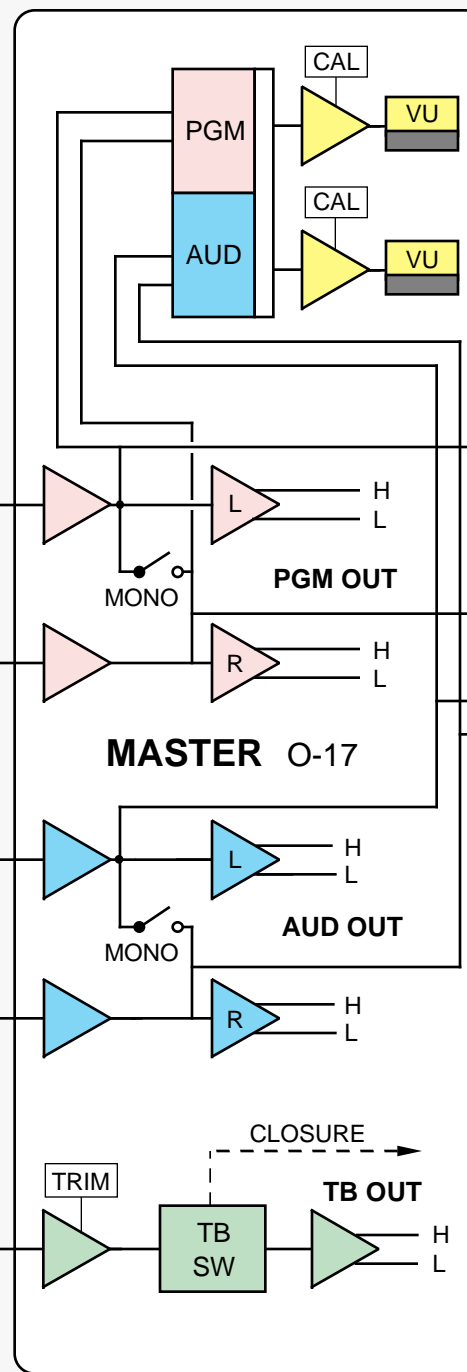 CAL
PGM
VU
CAL
AUD
VU
L
H
L
PGM OUT
MONO
R
H
L
MASTER O-17
L
H
L
AUD OUT
MONO
R
H
L
CLOSURE
TRIM
TB OUT
TB
SW
H
L